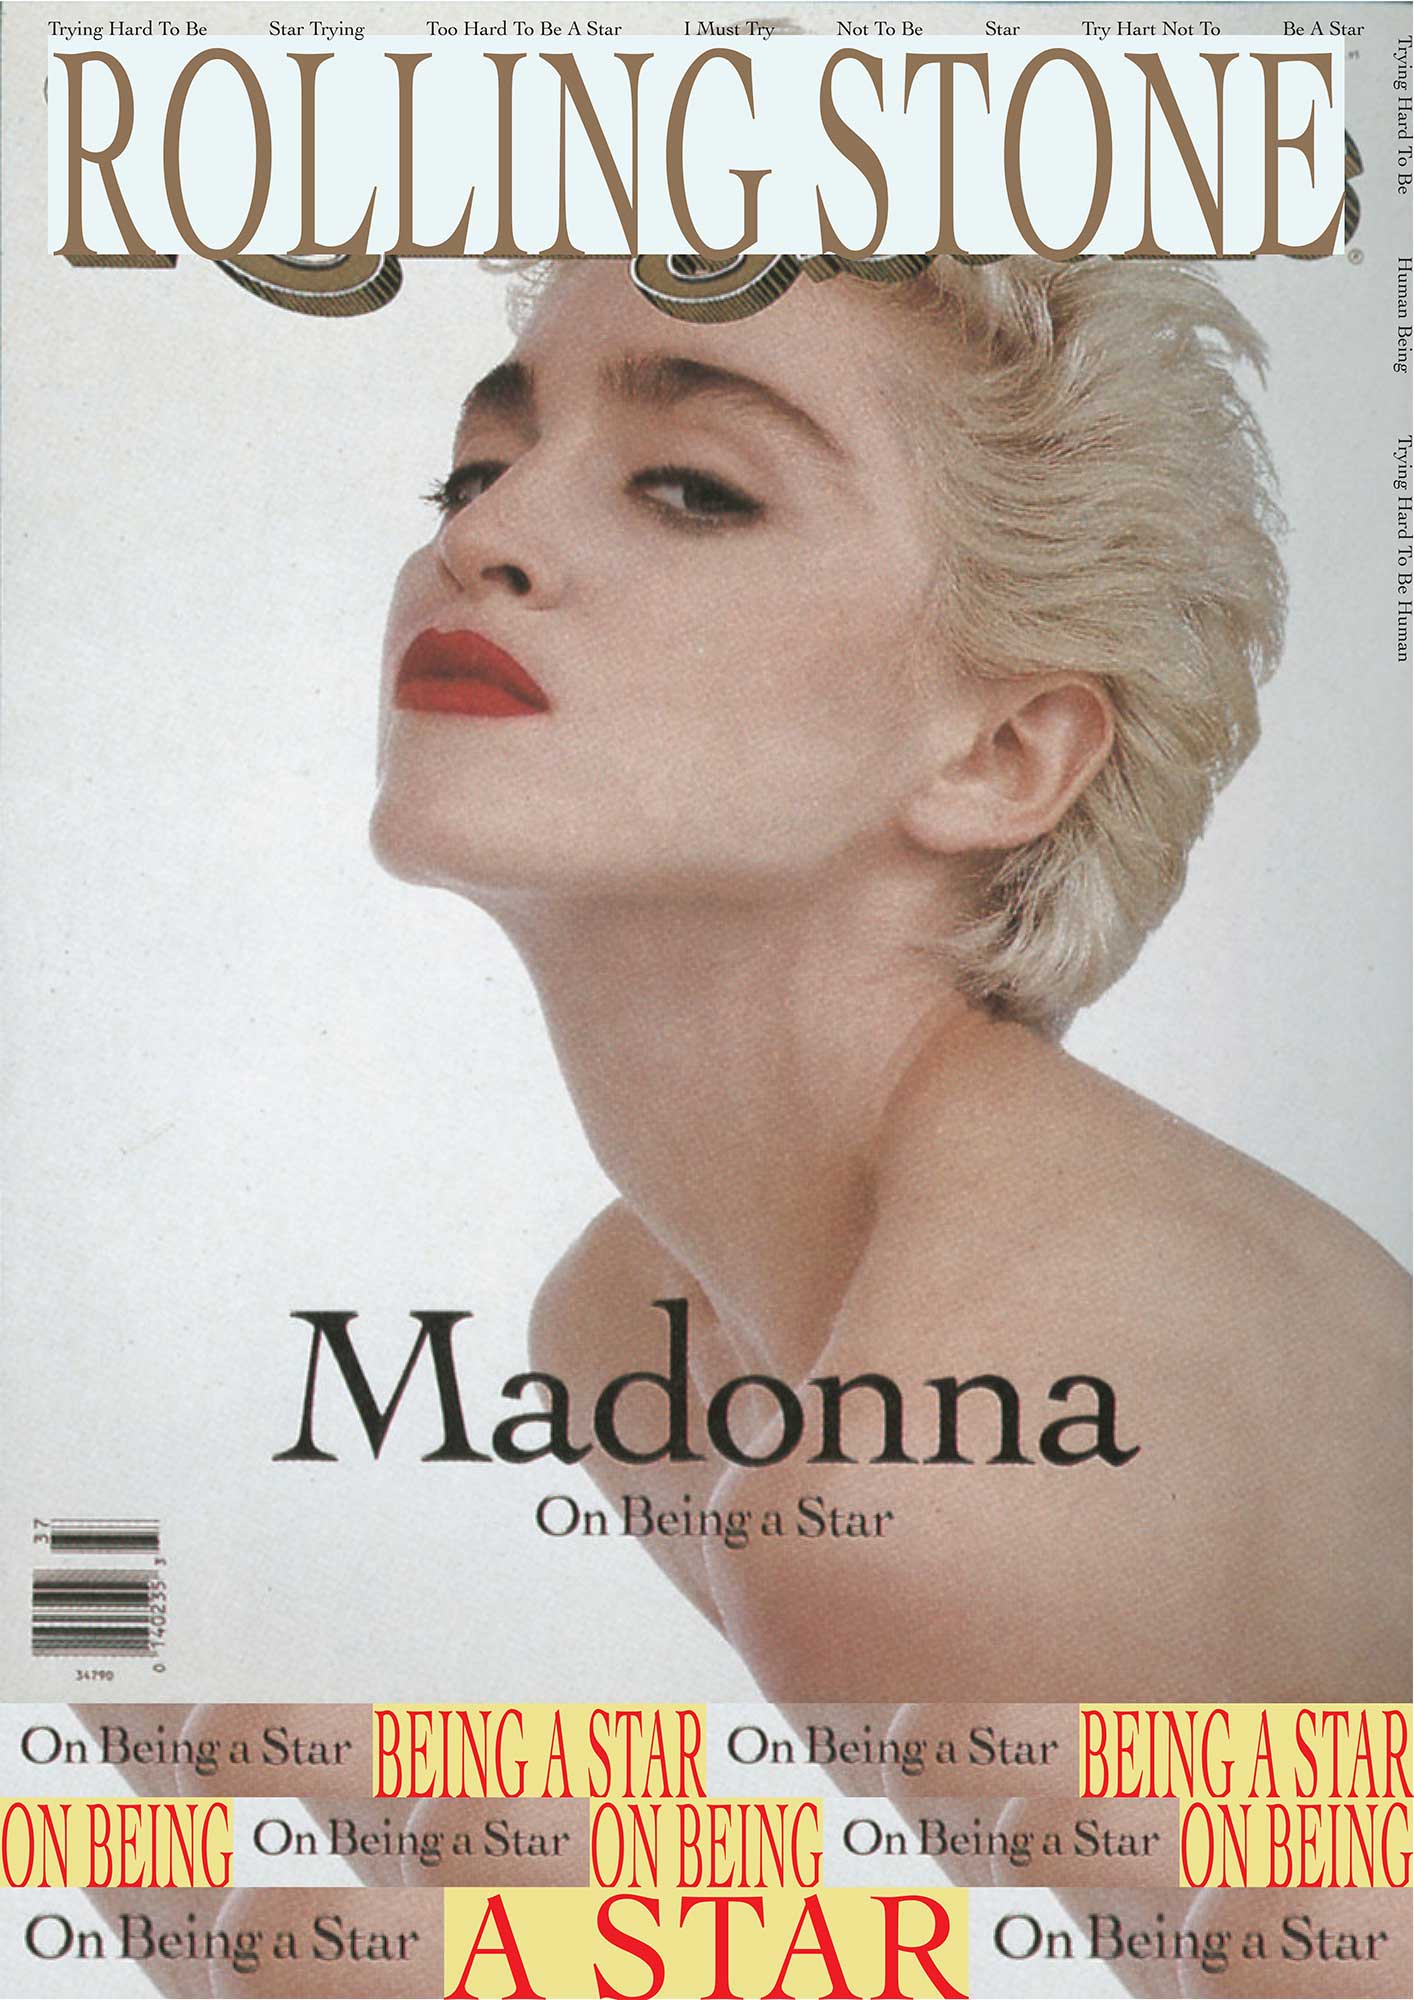 Trying Hard To Be Star Trying Too Hard To Be A Star I Must Try Not To Be Star Try Hart Not To Be A Star
ROLLING STONE
Trying Hard To Be Human Being Trying Hard To Be Human
Madonna
On Being a Star
37
0 140235 3
34790
On Being a Star BEING A STAR On Being a Star BEING A STAR
ON BEING On Being a Star ON BEING On Being a Star ON BEING
On Being a Star A STAR On Being a Star